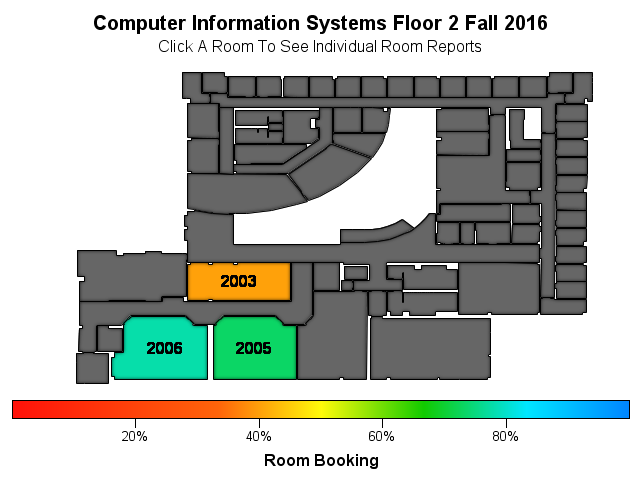 Computer Information Systems Floor 2 Fall 2016
Click A Room To See Individual Room Reports
2003
2006
2005
20%
40%
60%
80%
Room Booking